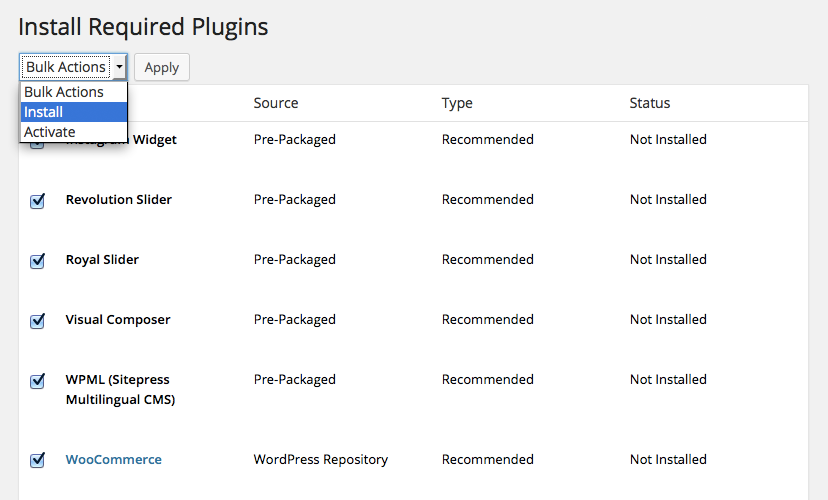 Install Required Plugins
Bulk Actions Apply
Bulk Actions
Install
Activate
Source Type Status
Widget Pre-Packaged Recommended Not Installed
Revolution Slider Pre-Packaged Recommended Not Installed
Royal Slider Pre-Packaged Recommended Not Installed
Visual Composer Pre-Packaged Recommended Not Installed
WPML (Sitepress Pre-Packaged Recommended Not Installed
Multilingual CMS)
WooCommerce WordPress Repository Recommended Not Installed